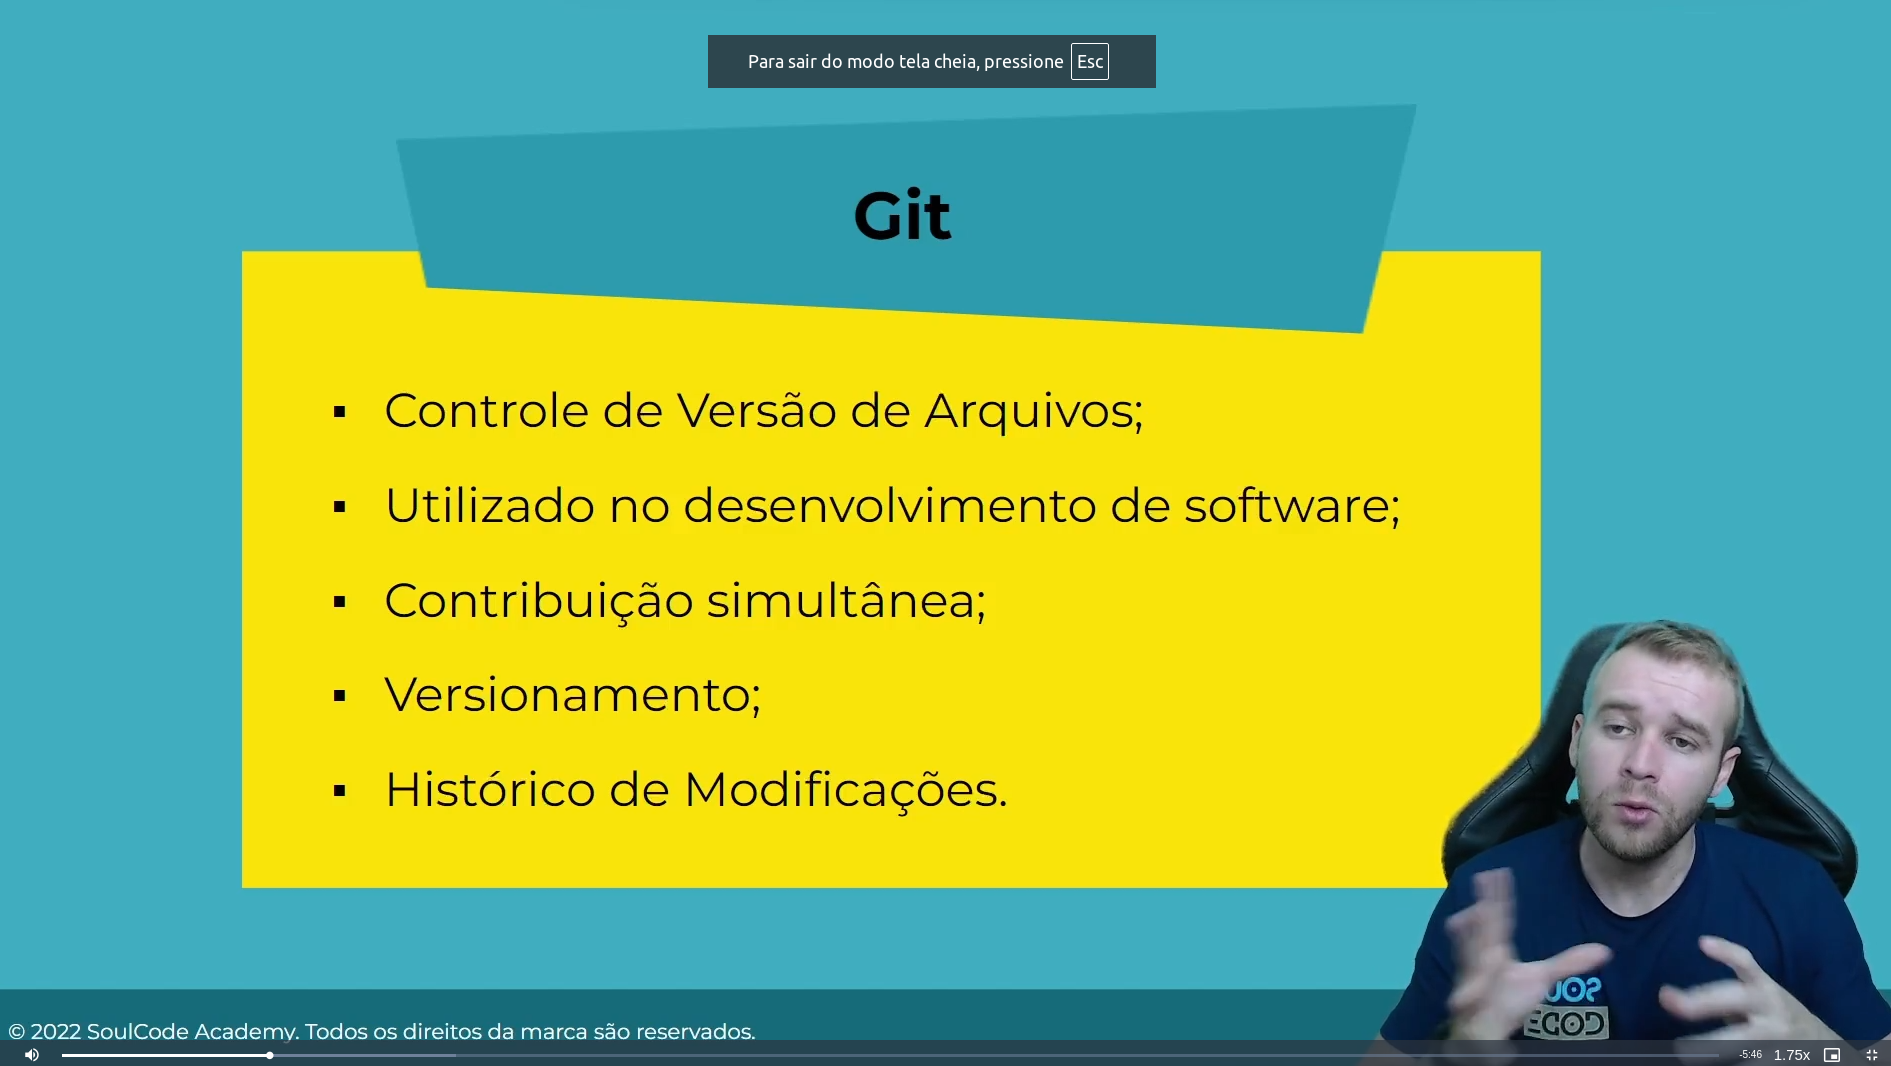 Para sair do modo tela cheia, pressione Esc
Git
▪ Controle de Versão de Arquivos;
▪ Utilizado no desenvolvimento de software;
▪ Contribuição simultânea;
▪ Versionamento;
▪ Histórico de Modificações.
© 2022 SoulCode Academy. Todos os direitos da marca são reservados.
-5:46 1.75x